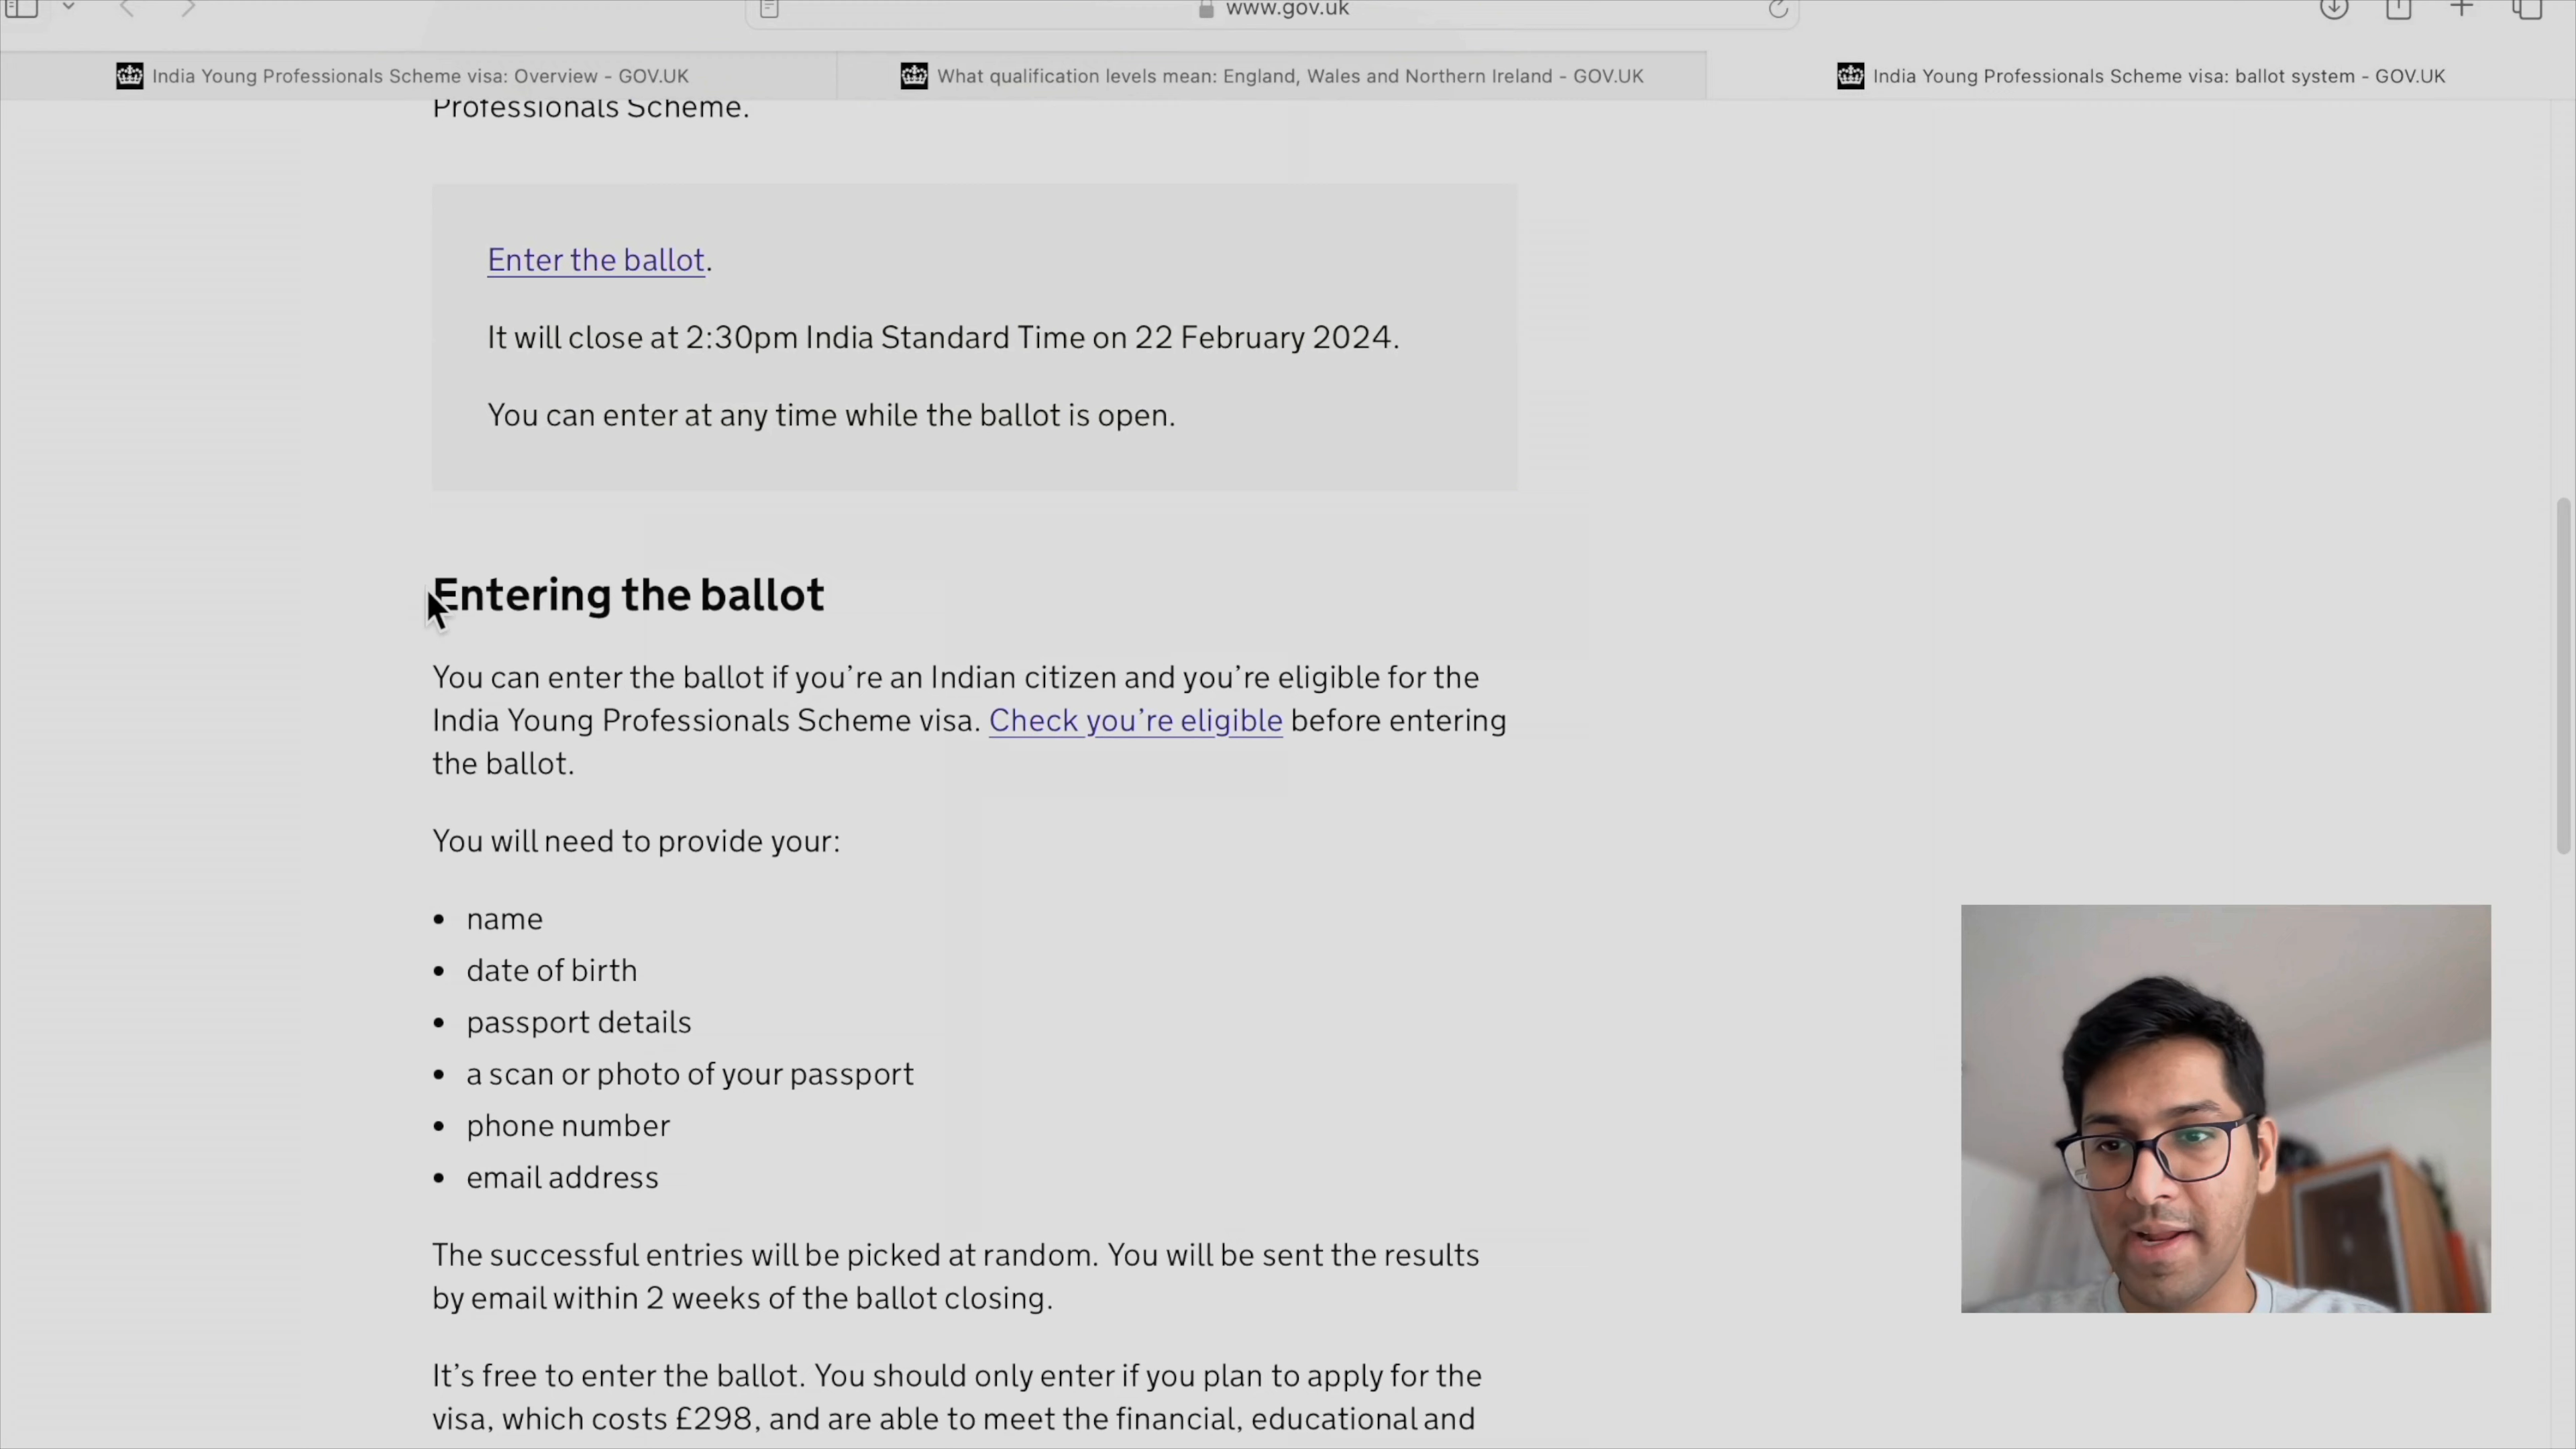 www.gov.uk
India Young Professionals Scheme visa: Overview - GOV.UK
What qualification levels mean: England, Wales and Northern Ireland - GOV.UK
India Young Professionals Scheme visa: ballot system - GOV.UK
Professionals Scheme.
Enter the ballot.
It will close at 2:30pm India Standard Time on 22 February 2024.
You can enter at any time while the ballot is open.
Entering the ballot
You can enter the ballot if you’re an Indian citizen and you’re eligible for the
India Young Professionals Scheme visa. Check you’re eligible before entering
the ballot.
You will need to provide your:
• name
• date of birth
• passport details
• a scan or photo of your passport
• phone number
• email address
The successful entries will be picked at random. You will be sent the results
by email within 2 weeks of the ballot closing.
It’s free to enter the ballot. You should only enter if you plan to apply for the
visa, which costs £298, and are able to meet the financial, educational and